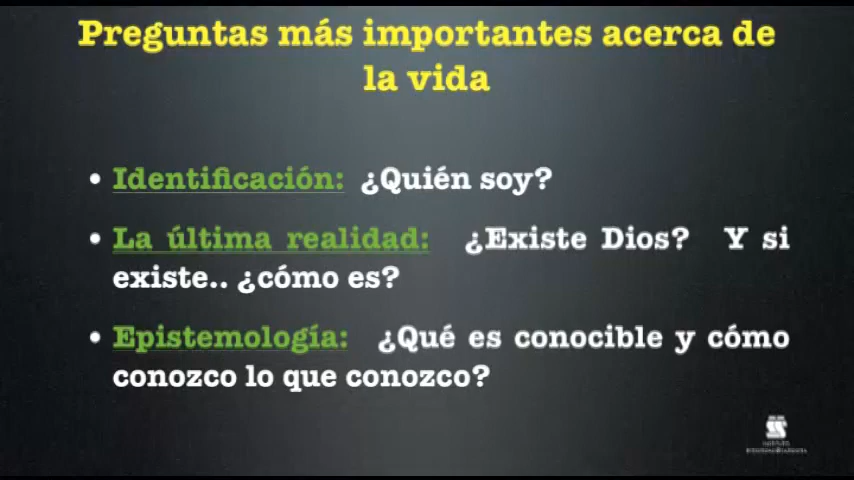 Preguntas más importantes acerca de
la vida
• Identificación: ¿Quién soy?
• La última realidad: ¿Existe Dios? Y si
existe.. ¿cómo es?
• Epistemología: ¿Qué es conocible y cómo
conozco lo que conozco?